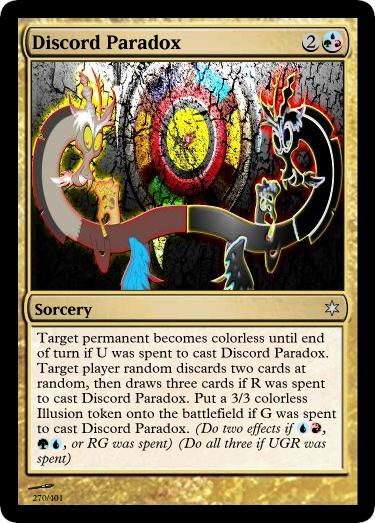 Discord Paradox 2
Sorcery
Target permanent becomes colorless until end
of turn if U was spent to cast Discord Paradox.
Target player random discards two cards at
random, then draws three cards if R was spent
to cast Discord Paradox. Put a 3/3 colorless
Illusion token onto the battlefield if G was spent
to cast Discord Paradox. (Do two effects if ,
, or RG was spent) (Do all three if UGR was
spent)
270/401